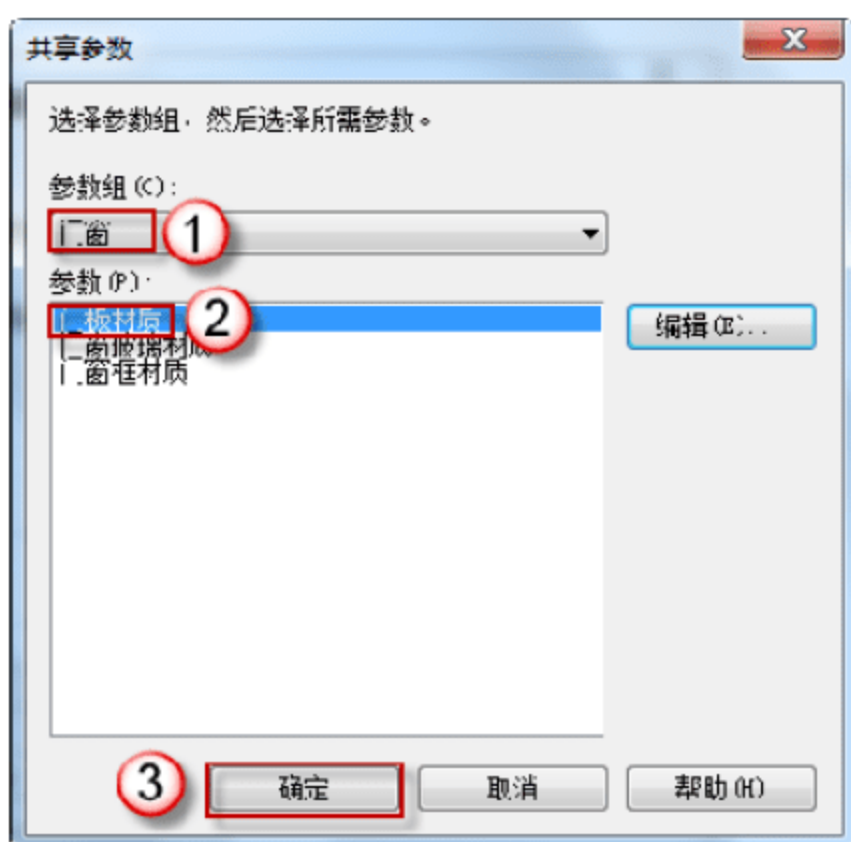 共享参数
选择参数组，然后选择所需参数。
参数组(C):
门窗
1
参数(P):
门板材质
2
编辑(E)...
门窗玻璃材质
门窗框材质
3
确定
取消
帮助(H)